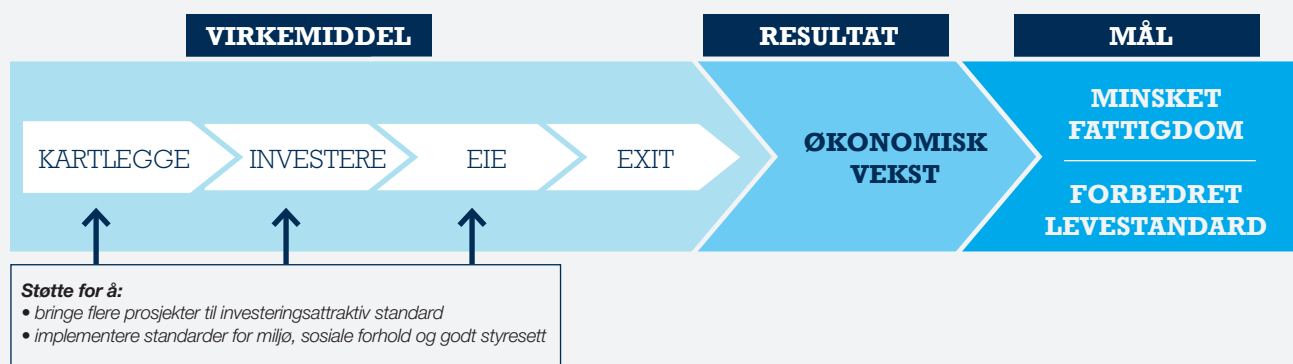 VIRKEMIDDEL
RESULTAT
MÅL
KARTLEGGE
INVESTERE
EIE
EXIT
ØKONOMISK
VEKST
MINSKET
FATTIGDOM
FORBEDRET
LEVESTANDARD
Støtte for å:
• bringe flere prosjekter til investeringsattraktiv standard
• implementere standarder for miljø, sosiale forhold og godt styresett